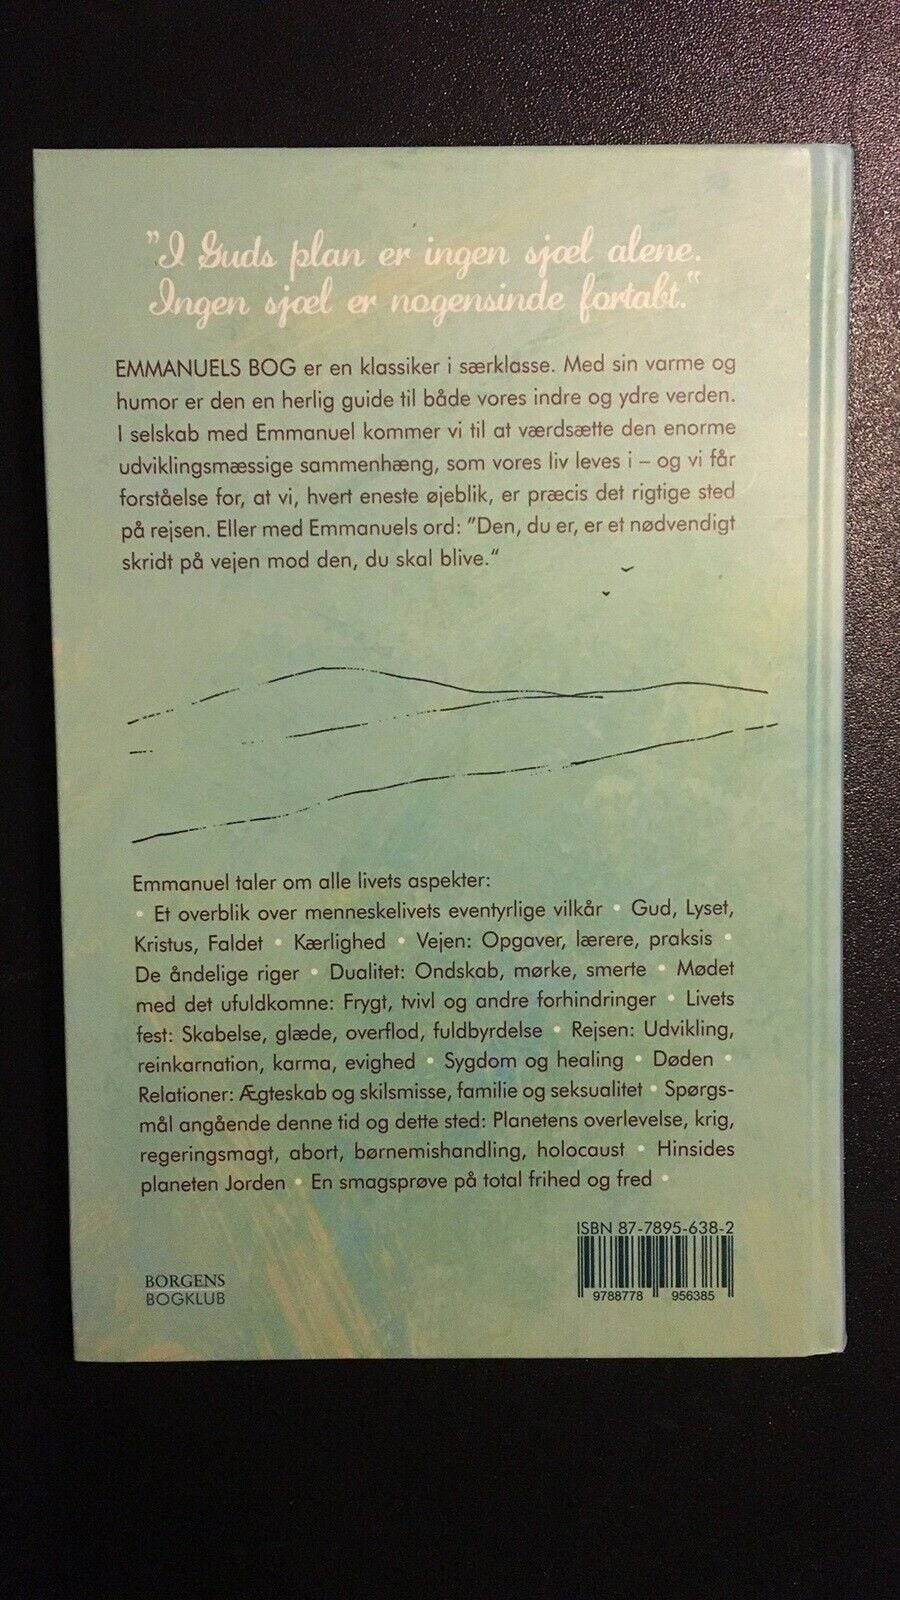 "I Guds plan er ingen sjæl alene.
Ingen sjæl er nogensinde fortabt."
EMMANUELS BOG er en klassiker i særklasse. Med sin varme og
humor er den en herlig guide til både vores indre og ydre verden.
I selskab med Emmanuel kommer vi til at værdsætte den enorme
udviklingsmæssige sammenhæng, som vores liv leves i – og vi får
forståelse for, at vi, hvert eneste øjeblik, er præcis det rigtige sted
på rejsen. Eller med Emmanuels ord: "Den, du er, er et nødvendigt
skridt på vejen mod den, du skal blive."
Emmanuel taler om alle livets aspekter:
• Et overblik over menneskelivets eventyrlige vilkår • Gud, Lyset,
Kristus, Faldet • Kærlighed • Vejen: Opgaver, lærere, praksis •
De åndelige riger • Dualitet: Ondskab, mørke, smerte • Mødet
med det ufuldkomne: Frygt, tvivl og andre forhindringer • Livets
fest: Skabelse, glæde, overflod, fuldbyrdelse • Rejsen: Udvikling,
reinkarnation, karma, evighed • Sygdom og healing • Døden •
Relationer: Ægteskab og skilsmisse, familie og seksualitet • Spørgs-
mål angående denne tid og dette sted: Planetens overlevelse, krig,
regeringsmagt, abort, børnemishandling, holocaust • Hinsides
planeten Jorden • En smagsprøve på total frihed og fred •
ISBN 87-7895-638-2
9788778 956385
BORGENS
BOGKLUB